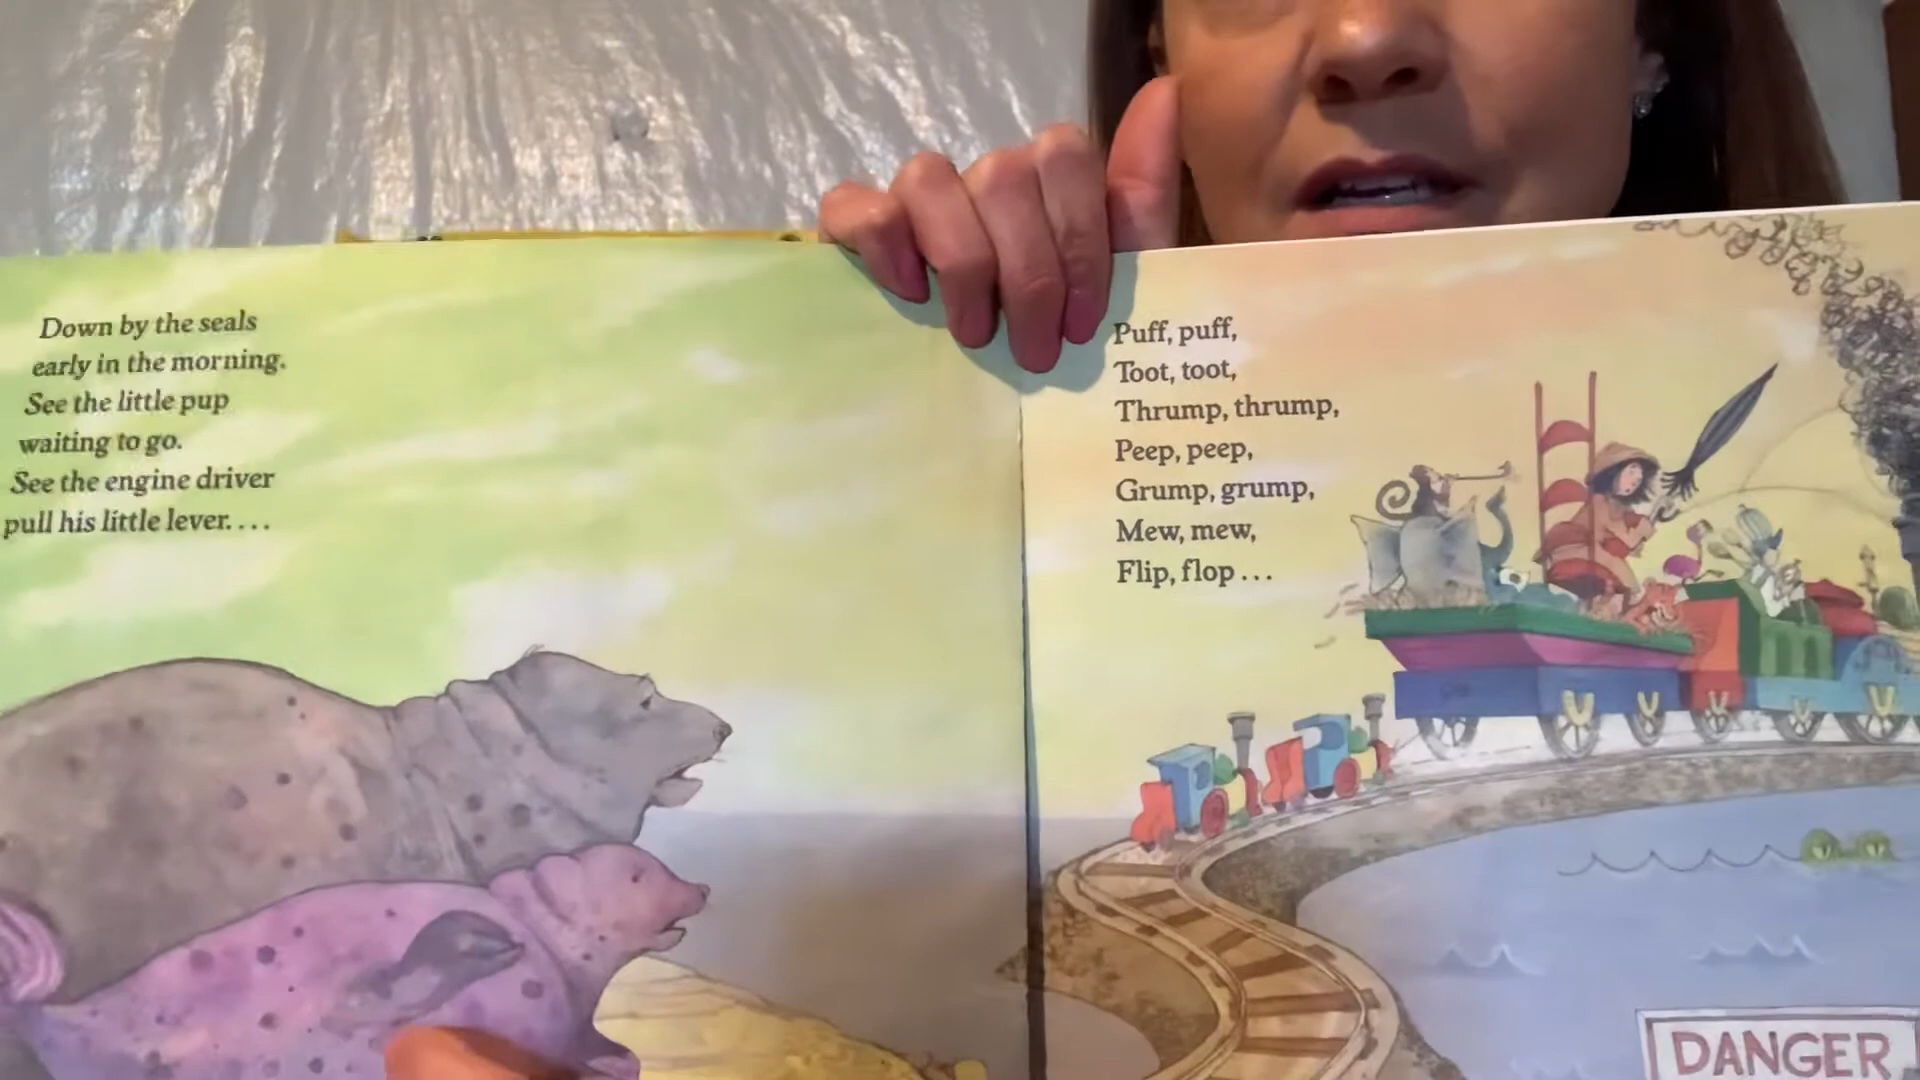 Down by the seals
early in the morning.
See the little pup
waiting to go.
See the engine driver
pull his little lever. . . .
Puff, puff,
Toot, toot,
Thrump, thrump,
Peep, peep,
Grump, grump,
Mew, mew,
Flip, flop . . .
DANGER